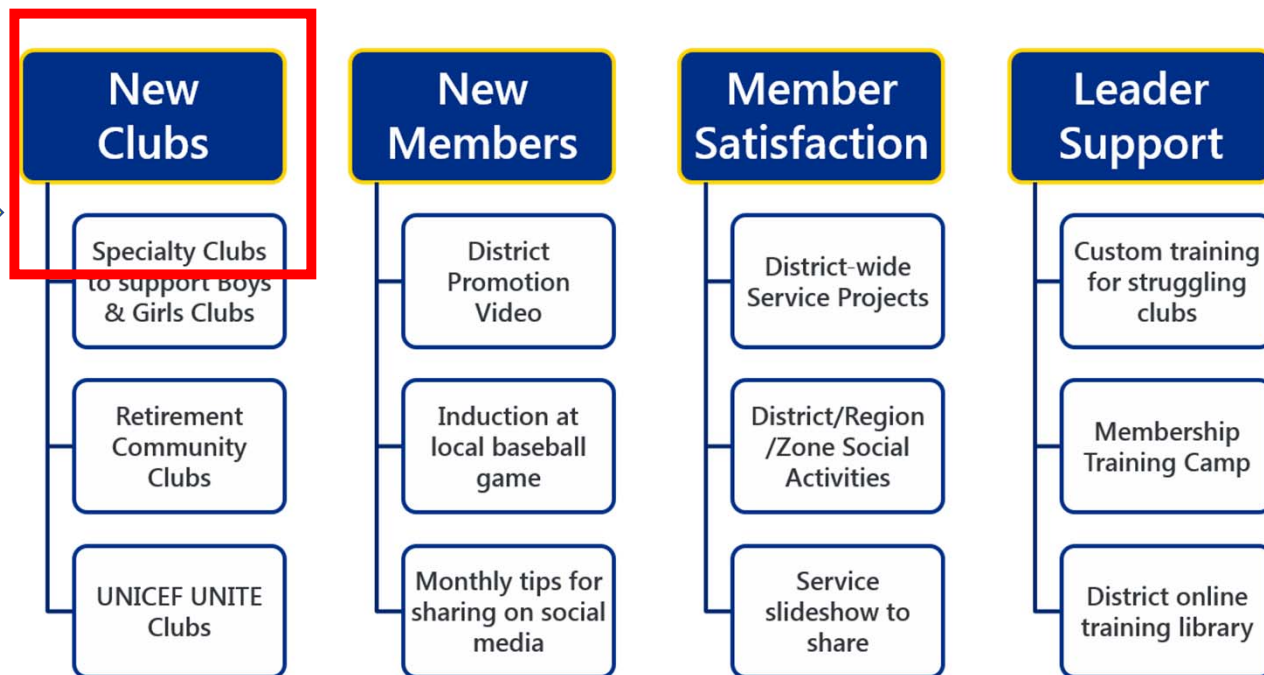 New
Clubs
Specialty Clubs
to support Boys
& Girls Clubs
Retirement
Community
Clubs
UNICEF UNITE
Clubs
New
Members
District
Promotion
Video
Induction at
local baseball
game
Monthly tips for
sharing on social
media
Member
Satisfaction
District-wide
Service Projects
District/Region
/Zone Social
Activities
Service
slideshow to
share
Leader
Support
Custom training
for struggling
clubs
Membership
Training Camp
District online
training library